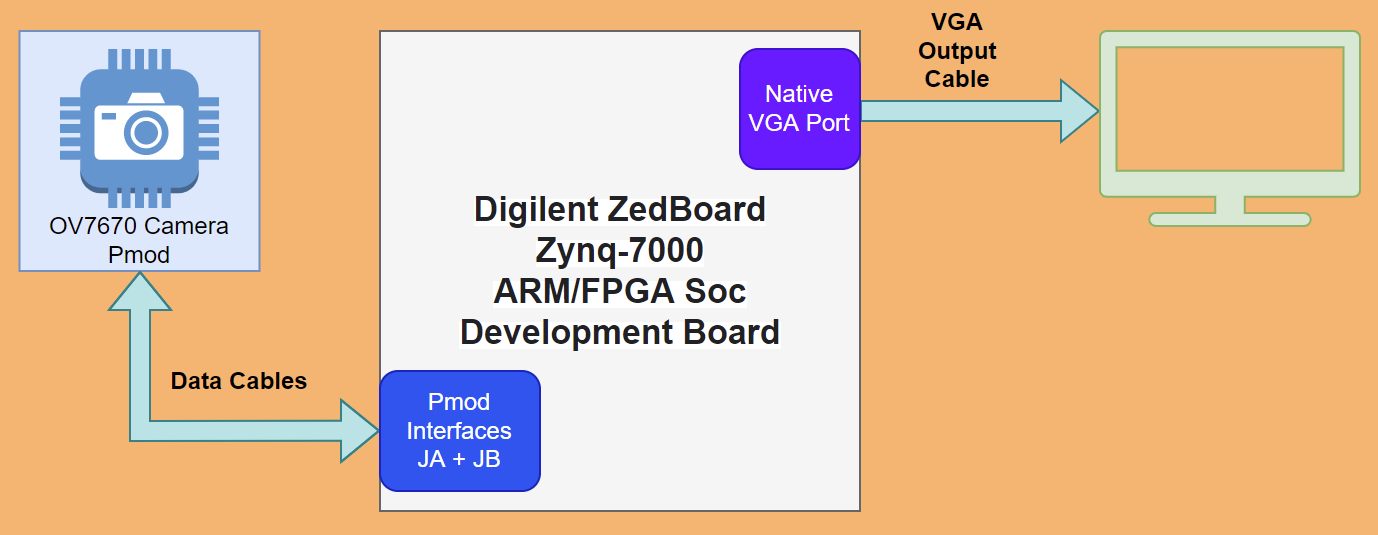 OV7670 Camera
Pmod
Data Cables
Digilent ZedBoard
Zynq-7000
ARM/FPGA Soc
Development Board
Pmod
Interfaces
JA + JB
Native
VGA Port
VGA
Output
Cable